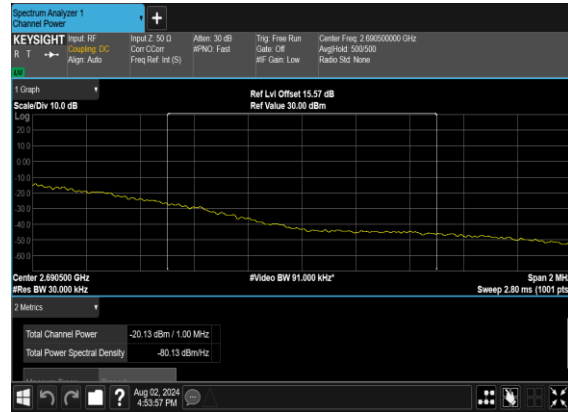 Spectrum Analyzer 1
Channel Power
KEYSIGHT
R T
LXI
Input: RF
Coupling: DC
Align: Auto
Input Z: 50 Ω
Corr CCorr
Freq Ref: Int (S)
Atten: 30 dB
#PNO: Fast
Trig: Free Run
Gate: Off
#IF Gain: Low
Center Freq: 2.690500000 GHz
Avg|Hold: 500/500
Radio Std: None
1 Graph
Scale/Div 10.0 dB
Ref Lvl Offset 15.57 dB
Ref Value 30.00 dBm
Log
20.0
10.0
0.00
-10.0
-20.0
-30.0
-40.0
-50.0
-60.0
Center 2.690500 GHz
#Res BW 30.000 kHz
#Video BW 91.000 kHz*
Span 2 MH
Sweep 2.80 ms (1001 pts
2 Metrics
Total Channel Power -20.13 dBm / 1.00 MHz
Total Power Spectral Density -80.13 dBm/Hz
?
Aug 02, 2024
4:53:57 PM